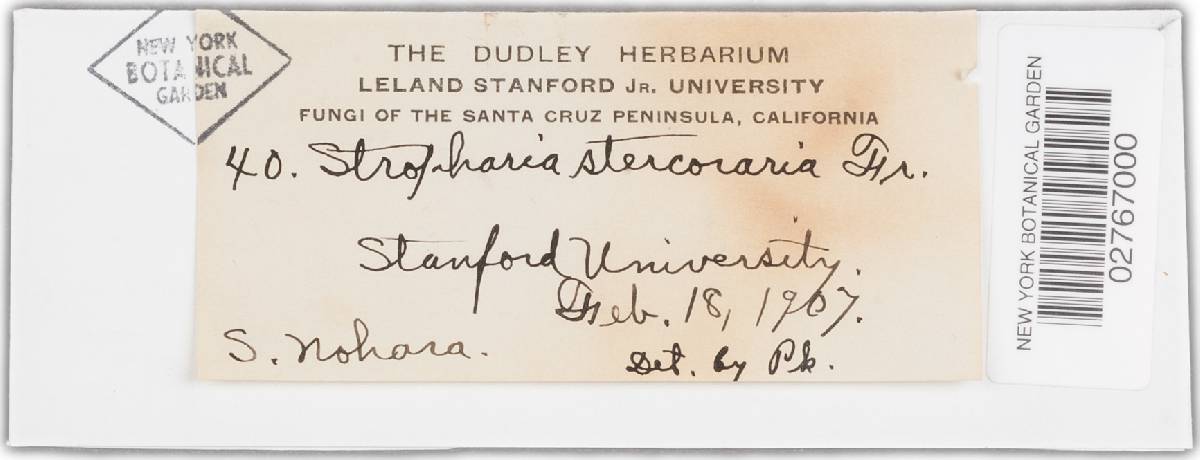 NEW YORK
BOTANICAL
GARDEN
THE DUDLEY HERBARIUM
LELAND STANFORD JR. UNIVERSITY
FUNGI OF THE SANTA CRUZ PENINSULA, CALIFORNIA
40. Stropharia stercoraria Fr.
Stanford University.
Feb. 18, 1907.
S. Nohara.
Det. by Pk.
NEW YORK BOTANICAL GARDEN
02767000